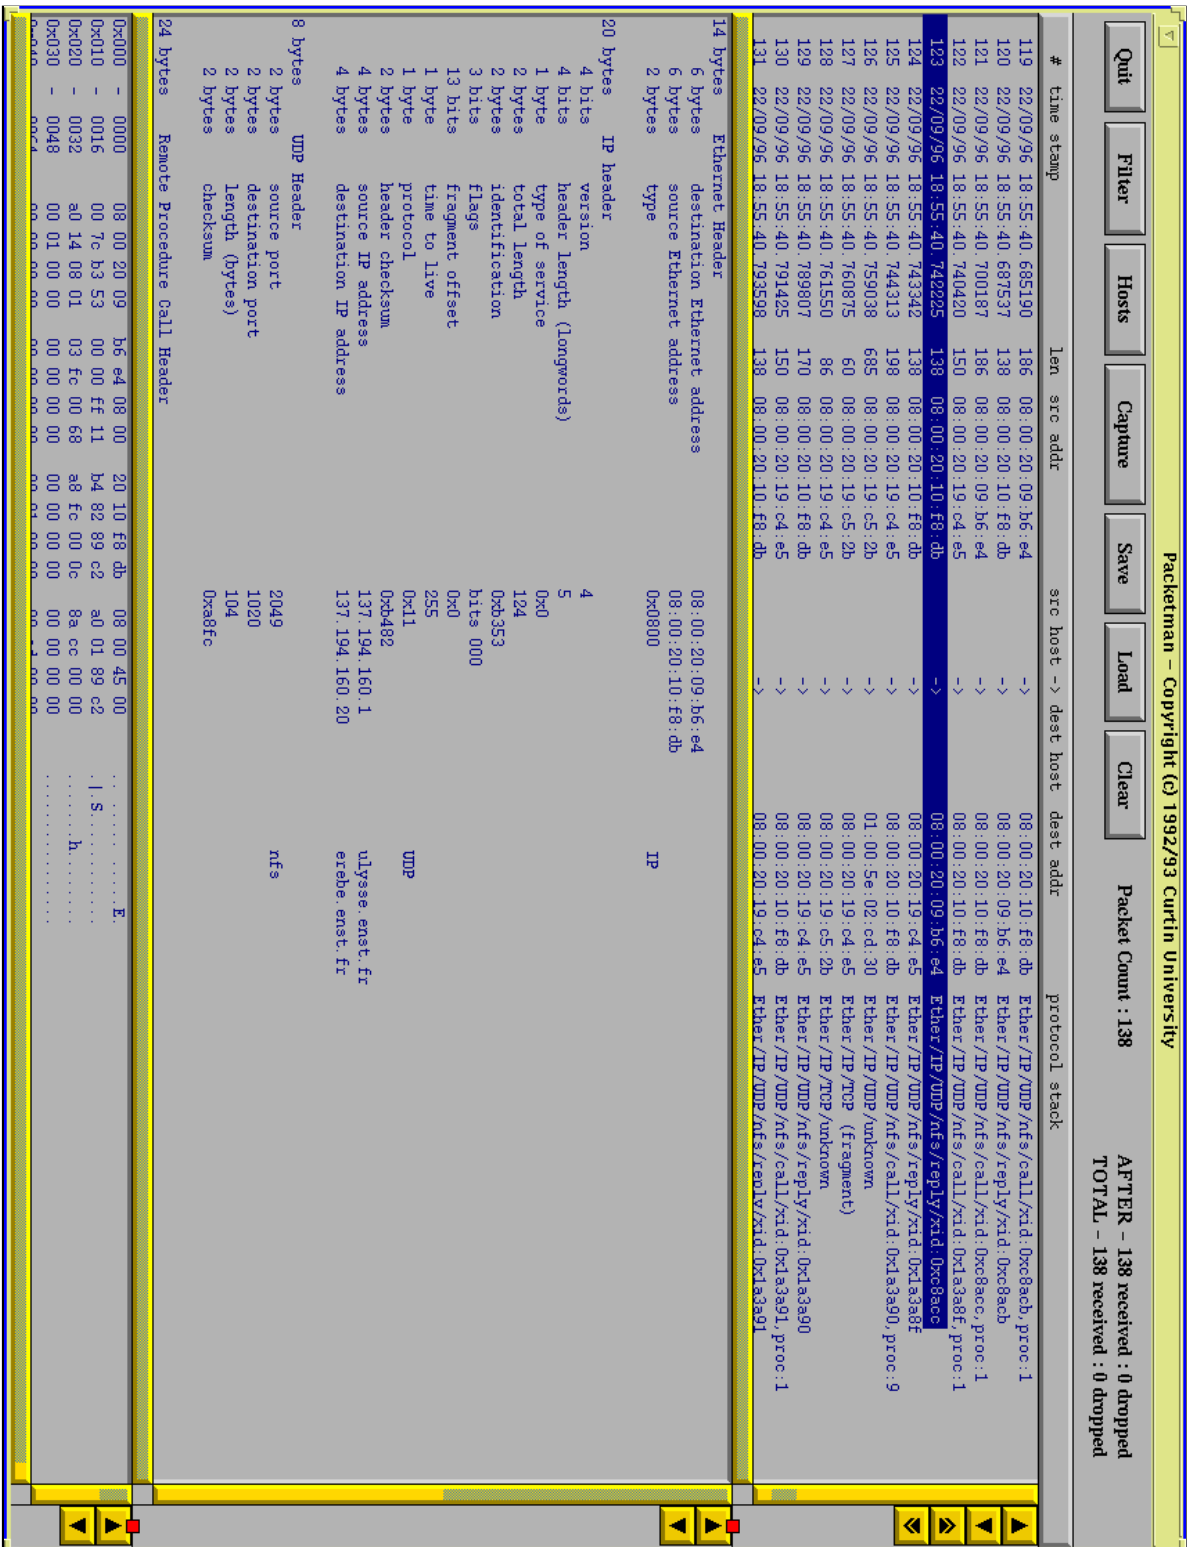 Packetman – Copyright (c) 1992/93 Curtin University
Quit Filter Hosts Capture Save Load Clear Packet Count : 138 AFTER – 138 received : 0 dropped
TOTAL – 138 received : 0 dropped
# time stamp len src addr src host -> dest host dest addr protocol stack
119 22/09/96 18:55:40.685190 186 08:00:20:09:b6:e4 -> 08:00:20:10:f8:db Ether/IP/UDP/nfs/call/xid:0xc8acb,proc:1
120 22/09/96 18:55:40.687537 138 08:00:20:10:f8:db -> 08:00:20:09:b6:e4 Ether/IP/UDP/nfs/reply/xid:0xc8acb
121 22/09/96 18:55:40.700187 186 08:00:20:09:b6:e4 -> 08:00:20:10:f8:db Ether/IP/UDP/nfs/call/xid:0xc8acc,proc:1
122 22/09/96 18:55:40.740420 150 08:00:20:19:c4:e5 -> 08:00:20:10:f8:db Ether/IP/UDP/nfs/call/xid:0x1a3a8f,proc:1
123 22/09/96 18:55:40.742225 138 08:00:20:10:f8:db -> 08:00:20:09:b6:e4 Ether/IP/UDP/nfs/reply/xid:0xc8acc
124 22/09/96 18:55:40.743342 138 08:00:20:10:f8:db -> 08:00:20:19:c4:e5 Ether/IP/UDP/nfs/reply/xid:0x1a3a8f
125 22/09/96 18:55:40.744313 198 08:00:20:19:c4:e5 -> 08:00:20:10:f8:db Ether/IP/UDP/nfs/call/xid:0x1a3a90,proc:9
126 22/09/96 18:55:40.759038 685 08:00:20:19:c5:2b -> 01:00:5e:02:cd:30 Ether/IP/UDP/unknown
127 22/09/96 18:55:40.760875 60 08:00:20:19:c5:2b -> 08:00:20:19:c4:e5 Ether/IP/TCP (fragment)
128 22/09/96 18:55:40.761550 86 08:00:20:19:c4:e5 -> 08:00:20:19:c5:2b Ether/IP/TCP/unknown
129 22/09/96 18:55:40.789807 170 08:00:20:10:f8:db -> 08:00:20:19:c4:e5 Ether/IP/UDP/nfs/reply/xid:0x1a3a90
130 22/09/96 18:55:40.791425 150 08:00:20:19:c4:e5 -> 08:00:20:10:f8:db Ether/IP/UDP/nfs/call/xid:0x1a3a91,proc:1
131 22/09/96 18:55:40.793598 138 08:00:20:10:f8:db -> 08:00:20:19:c4:e5 Ether/IP/UDP/nfs/reply/xid:0x1a3a91
14 bytes Ethernet Header
6 bytes destination Ethernet address 08:00:20:09:b6:e4
6 bytes source Ethernet address 08:00:20:10:f8:db
2 bytes type 0x0800 IP
20 bytes IP header
4 bits version 4
4 bits header length (longwords) 5
1 byte type of service 0x0
2 bytes total length 124
2 bytes identification 0xb353
3 bits flags bits 000
13 bits fragment offset 0x0
1 byte time to live 255
1 byte protocol 0x11 UDP
2 bytes header checksum 0xb482
4 bytes source IP address 137.194.160.1 ulysse.enst.fr
4 bytes destination IP address 137.194.160.20 erebe.enst.fr
8 bytes UDP Header
2 bytes source port 2049 nfs
2 bytes destination port 1020
2 bytes length (bytes) 104
2 bytes checksum 0xa8fc
24 bytes Remote Procedure Call Header
0x000 - 0000 08 00 20 09 b6 e4 08 00 20 10 f8 db 08 00 45 00 .. ...... .....E.
0x010 - 0016 00 7c b3 53 00 00 ff 11 b4 82 89 c2 a0 01 89 c2 .|.S............
0x020 - 0032 a0 14 08 01 03 fc 00 68 a8 fc 00 0c 8a cc 00 00 .......h........
0x030 - 0048 00 01 00 00 00 00 00 00 00 00 00 00 00 00 00 00 ................